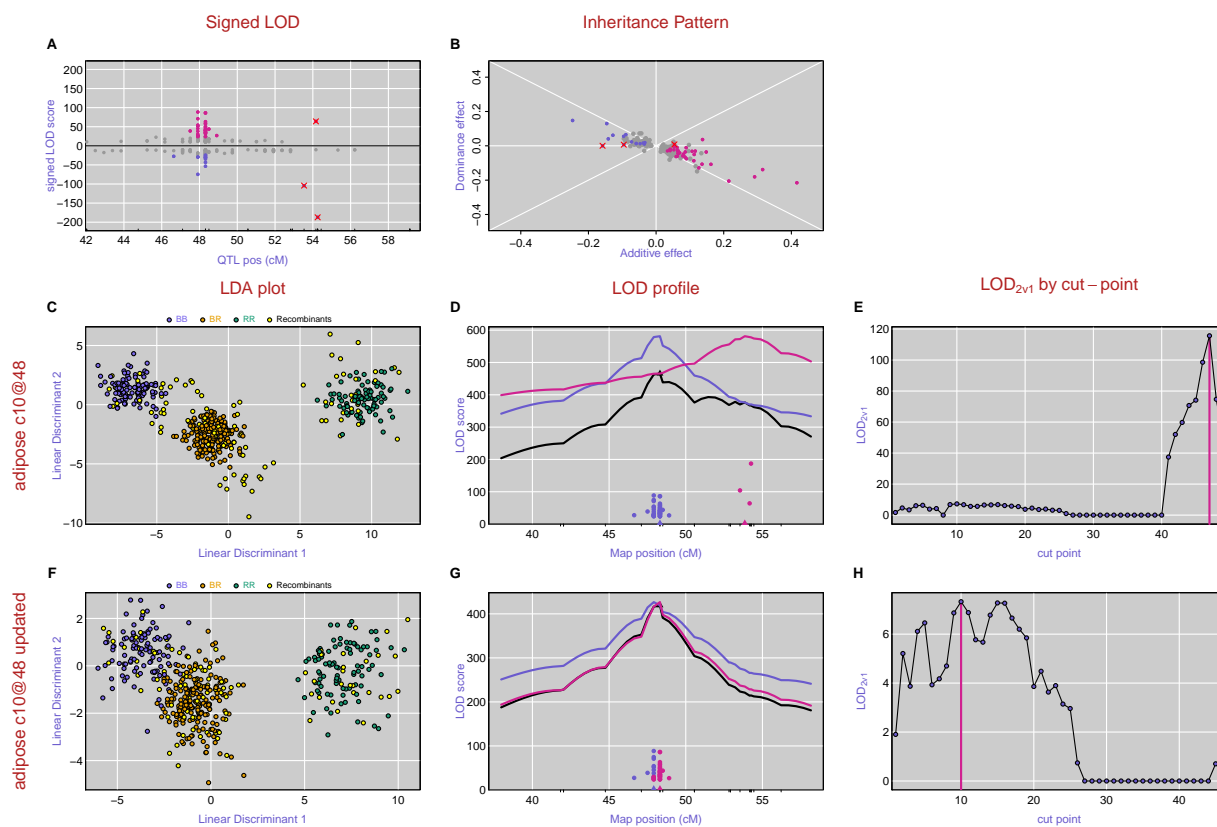 Signed LOD
Inheritance Pattern
A
B
signed LOD score
200
150
100
50
0
−50
−100
−150
−200
42
44
46
48
50
52
54
56
58
QTL pos (cM)
Dominance effect
0.4
0.2
0.0
−0.2
−0.4
−0.4
−0.2
0.0
0.2
0.4
Additive effect
LDA plot
LOD profile
LOD2v1 by cut−point
C
D
E
adipose c10@48
BB
BR
RR
Recombinants
Linear Discriminant 2
5
0
−5
−10
−5
0
5
10
Linear Discriminant 1
LOD score
600
500
400
300
200
100
0
40
45
50
55
Map position (cM)
LOD2v1
120
100
80
60
40
20
0
0
10
20
30
40
cut point
F
G
H
adipose c10@48 updated
BB
BR
RR
Recombinants
Linear Discriminant 2
2
0
−2
−4
−5
0
5
10
Linear Discriminant 1
LOD score
400
300
200
100
0
40
45
50
55
Map position (cM)
LOD2v1
6
4
2
0
0
10
20
30
40
cut point